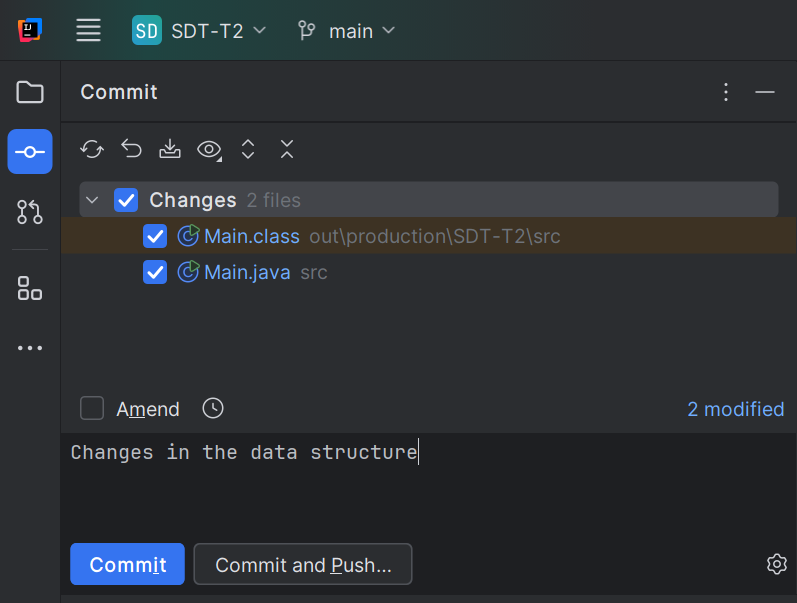 SD SDT-T2 main
Commit
Changes 2 files
Main.class out\production\SDT-T2\src
Main.java src
Amend 2 modified
Changes in the data structure
Commit Commit and Push...